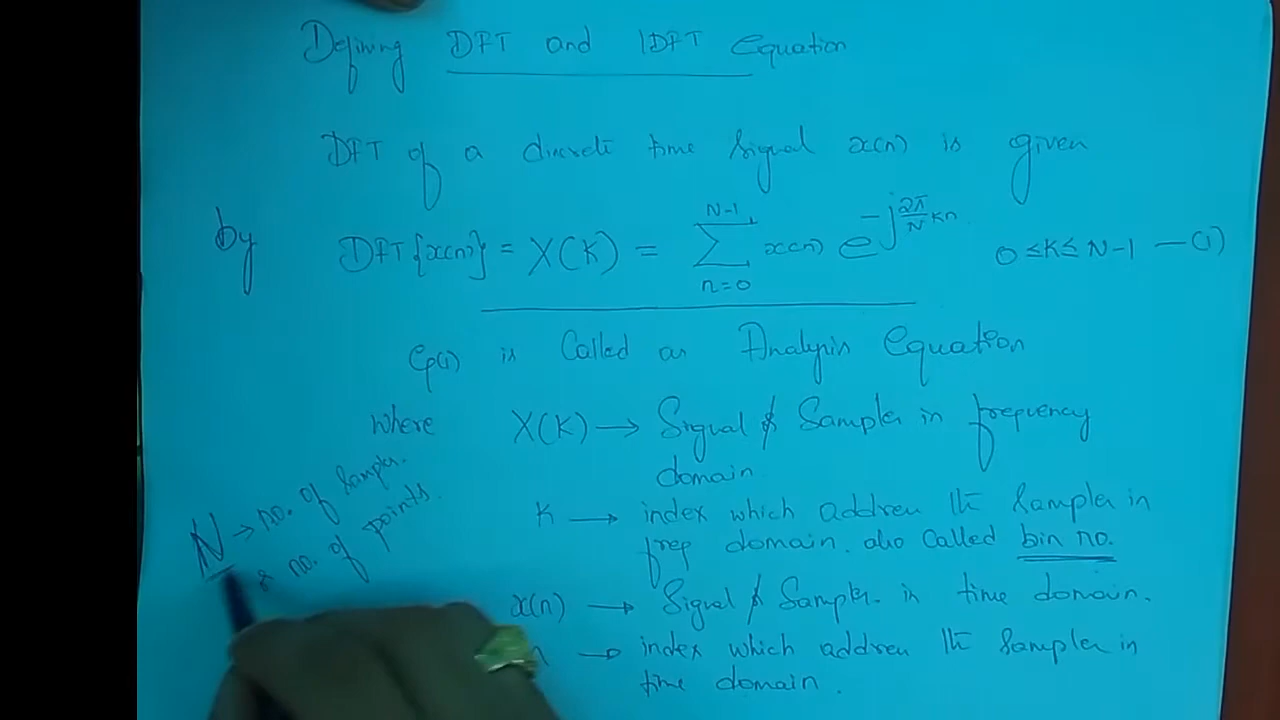 Defining DFT and IDFT Equation
DFT of a discrete time signal x(n) is given
by DFT{x(n)} = X(K) = \sum_{n=0}^{N-1} x(n) e^{-j\frac{2π}{N}Kn} 0≤K≤N-1 —(1)
Eq(1) is Called as Analysis Equation
where X(K) → Signal & Samples in frequency
domain
K → index which address the samples in
freq domain. also called bin no.
x(n) → Signal & Samples in time domain.
n → index which address the samples in
time domain.
N → no. of samples.
& no. of points.